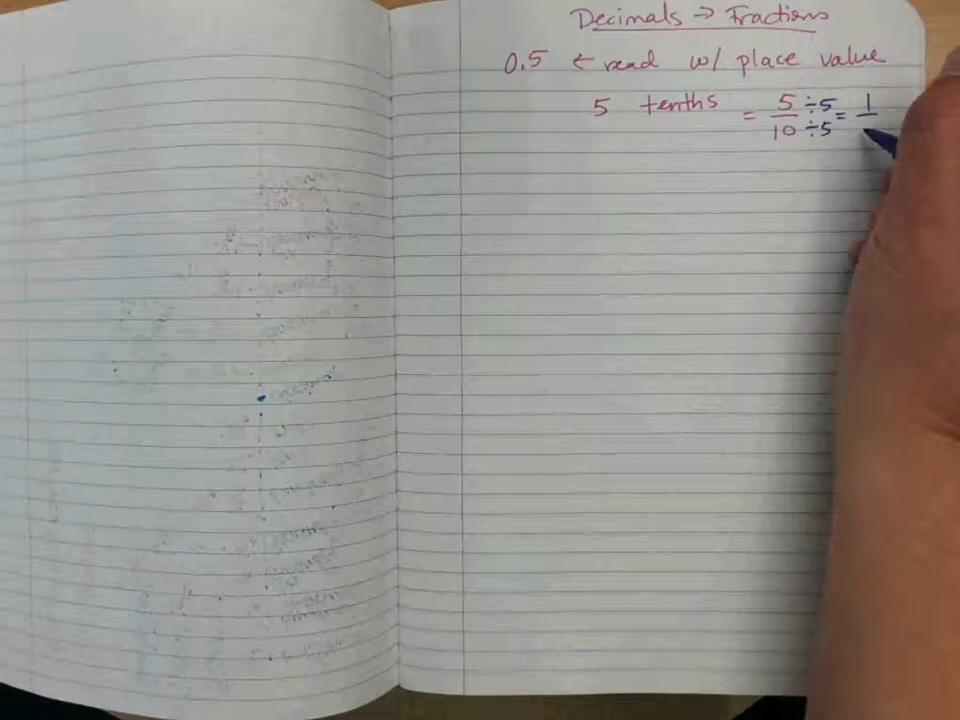 Decimals → Fractions
0.5 ← read w/ place value
5 tenths = 5/10 ÷5/÷5 = 1/